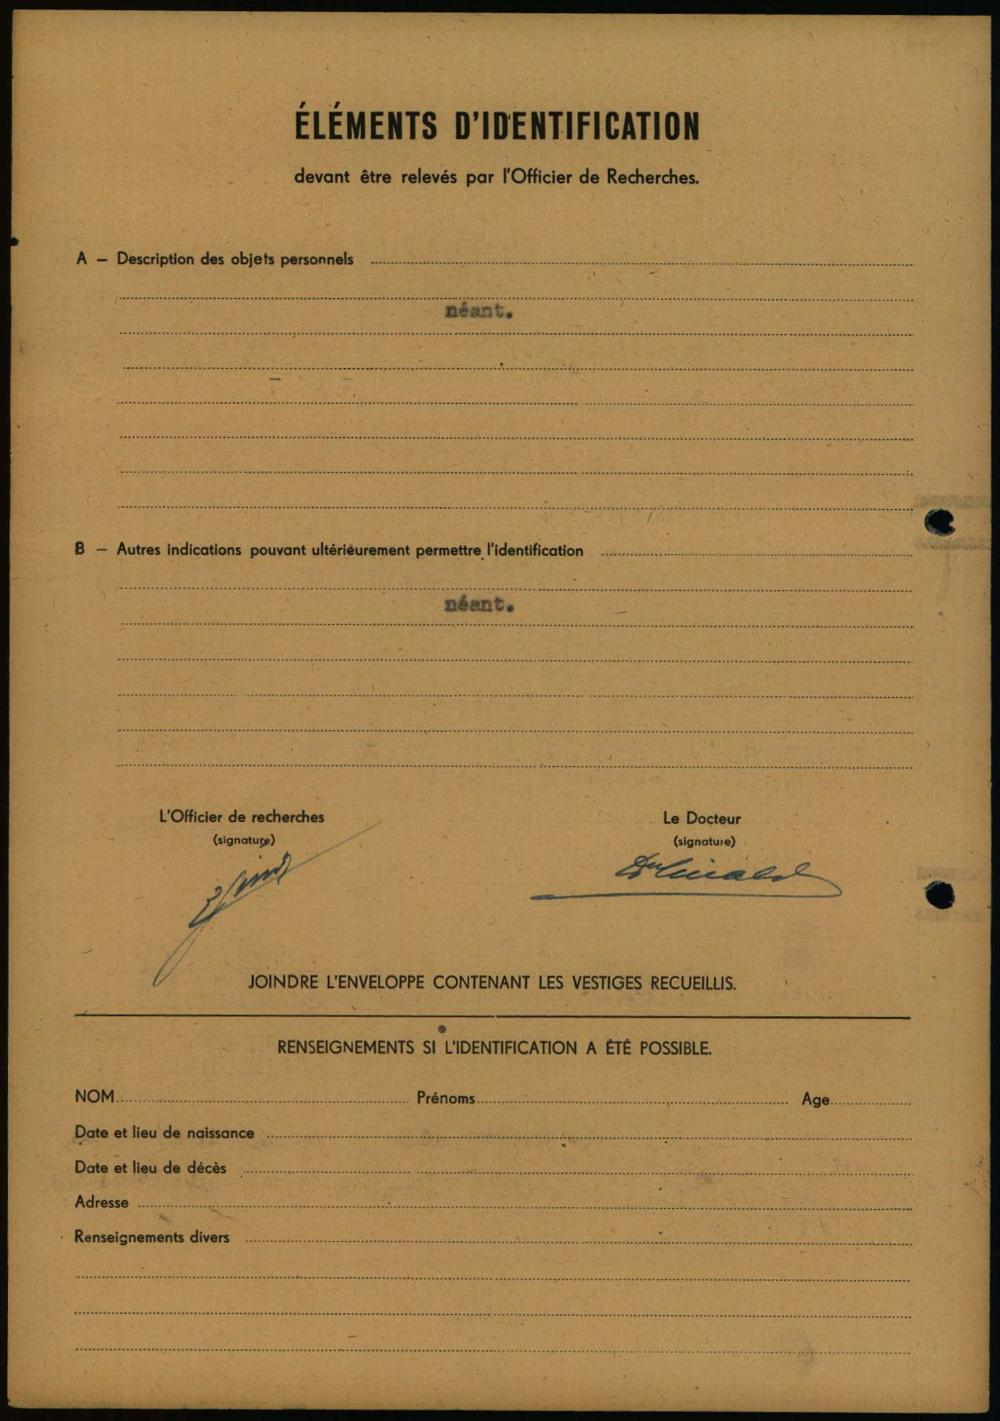 ÉLÉMENTS D'IDENTIFICATION
devant être relevés par l'Officier de Recherches.
A – Description des objets personnels
néant.
B – Autres indications pouvant ultérieurement permettre l'identification
néant.
L'Officier de recherches
(signature)
Le Docteur
(signature)
JOINDRE L'ENVELOPPE CONTENANT LES VESTIGES RECUEILLIS.
RENSEIGNEMENTS SI L'IDENTIFICATION A ÉTÉ POSSIBLE.
NOM Prénoms Age
Date et lieu de naissance
Date et lieu de décès
Adresse
Renseignements divers